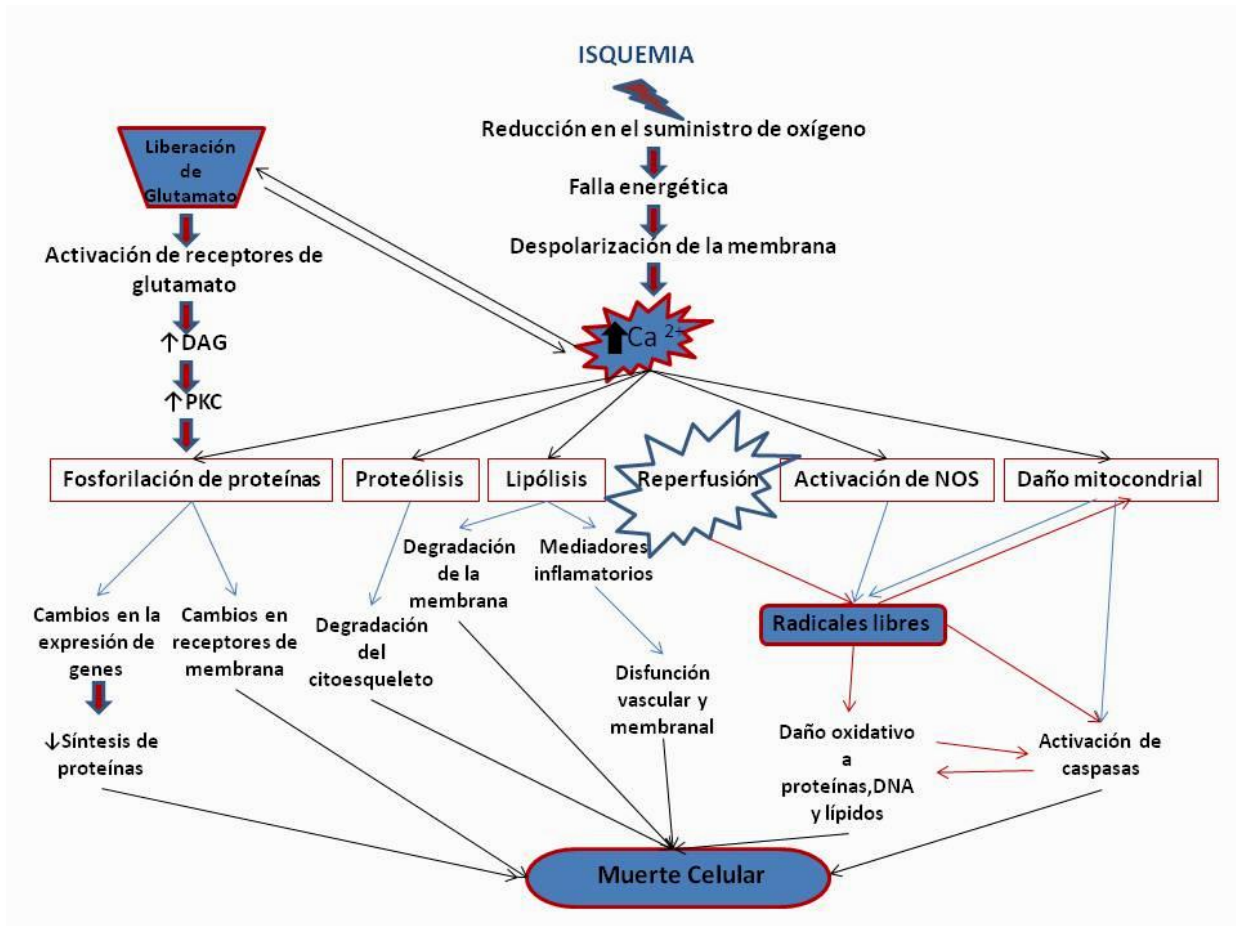 ISQUEMIA
Reducción en el suministro de oxígeno
Falla energética
Despolarización de la membrana
↑Ca 2+
Liberación
de
Glutamato
Activación de receptores de
glutamato
↑DAG
↑PKC
Fosforilación de proteínas
Proteólisis
Lipólisis
Reperfusión
Activación de NOS
Daño mitocondrial
Cambios en la
expresión de
genes
↓Síntesis de
proteínas
Cambios en
receptores de
membrana
Degradación
del
citoesqueleto
Degradación
de la
membrana
Mediadores
inflamatorios
Disfunción
vascular y
membranal
Radicales libres
Daño oxidativo
a
proteínas,DNA
y lípidos
Activación de
caspasas
Muerte Celular